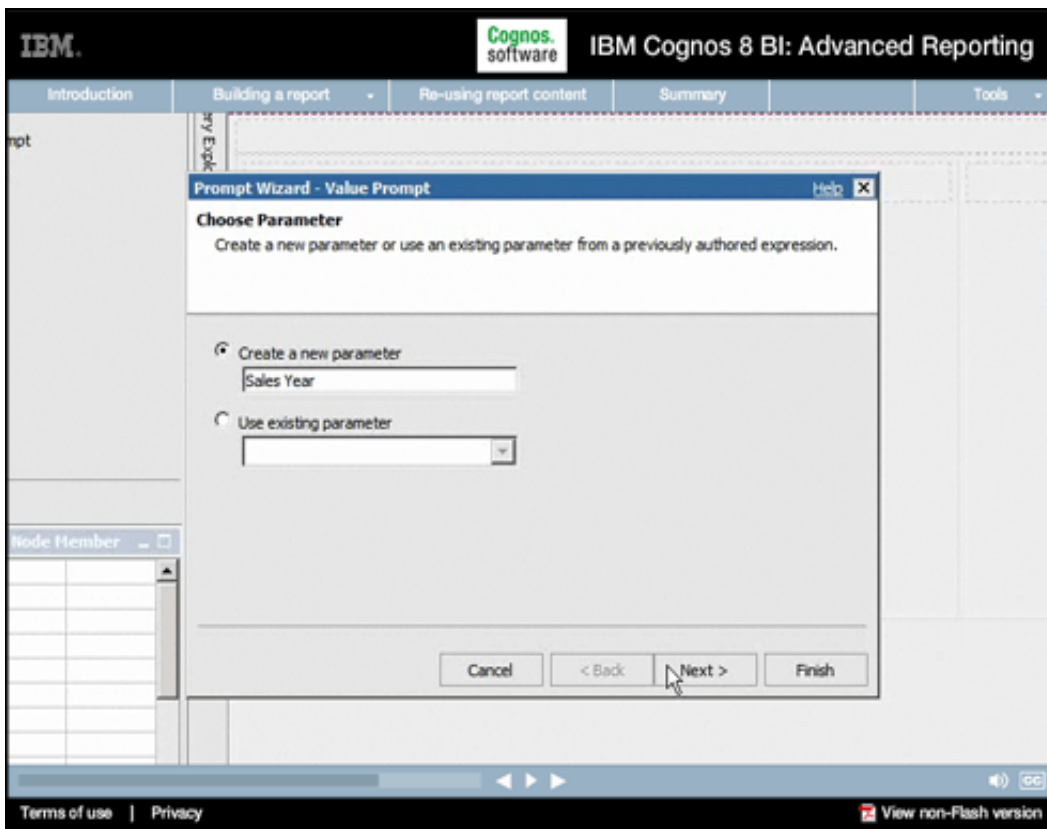 IBM.
Cognos.
software
IBM Cognos 8 BI: Advanced Reporting
Introduction
Building a report
Re-using report content
Summary
Tools
Prompt Wizard - Value Prompt
Help
Choose Parameter
Create a new parameter or use an existing parameter from a previously authored expression.
Create a new parameter
Sales Year
Use existing parameter
Node Member
Cancel
< Back
Next >
Finish
CC
Terms of use | Privacy
View non-Flash version